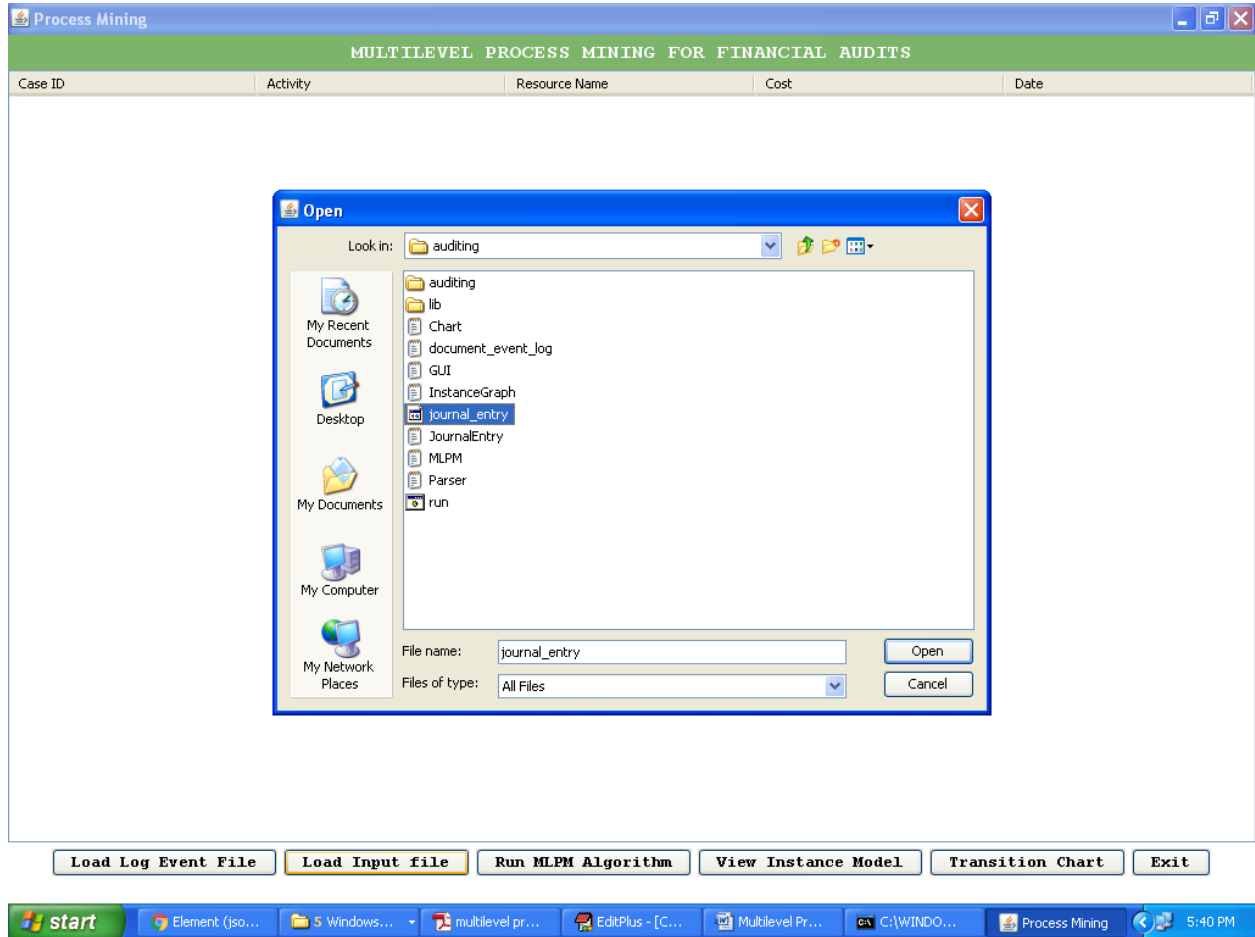 Process Mining
MULTILEVEL PROCESS MINING FOR FINANCIAL AUDITS
Case ID Activity Resource Name Cost Date
Open
Look in: auditing
My Recent Documents
Desktop
My Documents
My Computer
My Network Places
auditing
lib
Chart
document_event_log
GUI
InstanceGraph
journal_entry
JournalEntry
MLPM
Parser
run
File name: journal_entry Open
Files of type: All Files Cancel
Load Log Event File Load Input file Run MLPM Algorithm View Instance Model Transition Chart Exit
start Element (jso... 5 Windows... multilevel pr... EditPlus - [C... Multilevel Pr... C:\WINDO... Process Mining 5:40 PM